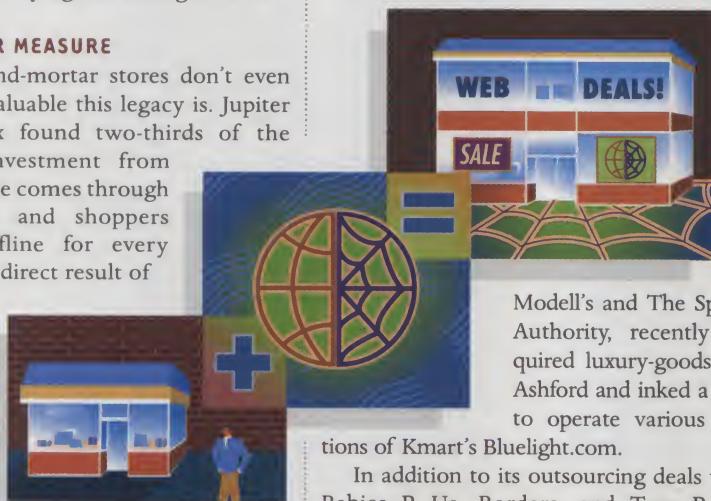 R MEASURE
nd-mortar stores don't even
aluable this legacy is. Jupiter
x found two-thirds of the
nvestment from
e comes through
and shoppers
fline for every
direct result of
WEB DEALS!
SALE
Modell's and The Sp
Authority, recently
quired luxury-goods
Ashford and inked a
to operate various
tions of Kmart's Bluelight.com.
In addition to its outsourcing deals